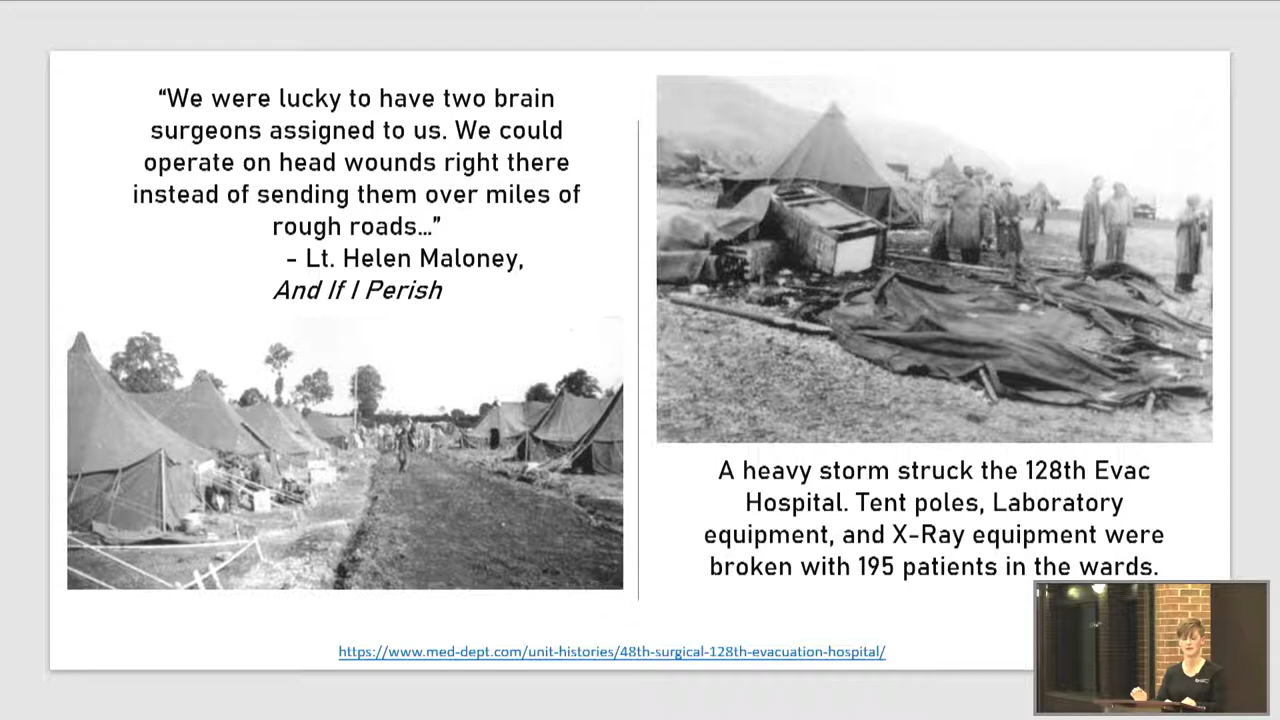 “We were lucky to have two brain
surgeons assigned to us. We could
operate on head wounds right there
instead of sending them over miles of
rough roads…”
- Lt. Helen Maloney,
And If I Perish
A heavy storm struck the 128th Evac
Hospital. Tent poles, Laboratory
equipment, and X-Ray equipment were
broken with 195 patients in the wards.
https://www.med-dept.com/unit-histories/48th-surgical-128th-evacuation-hospital/